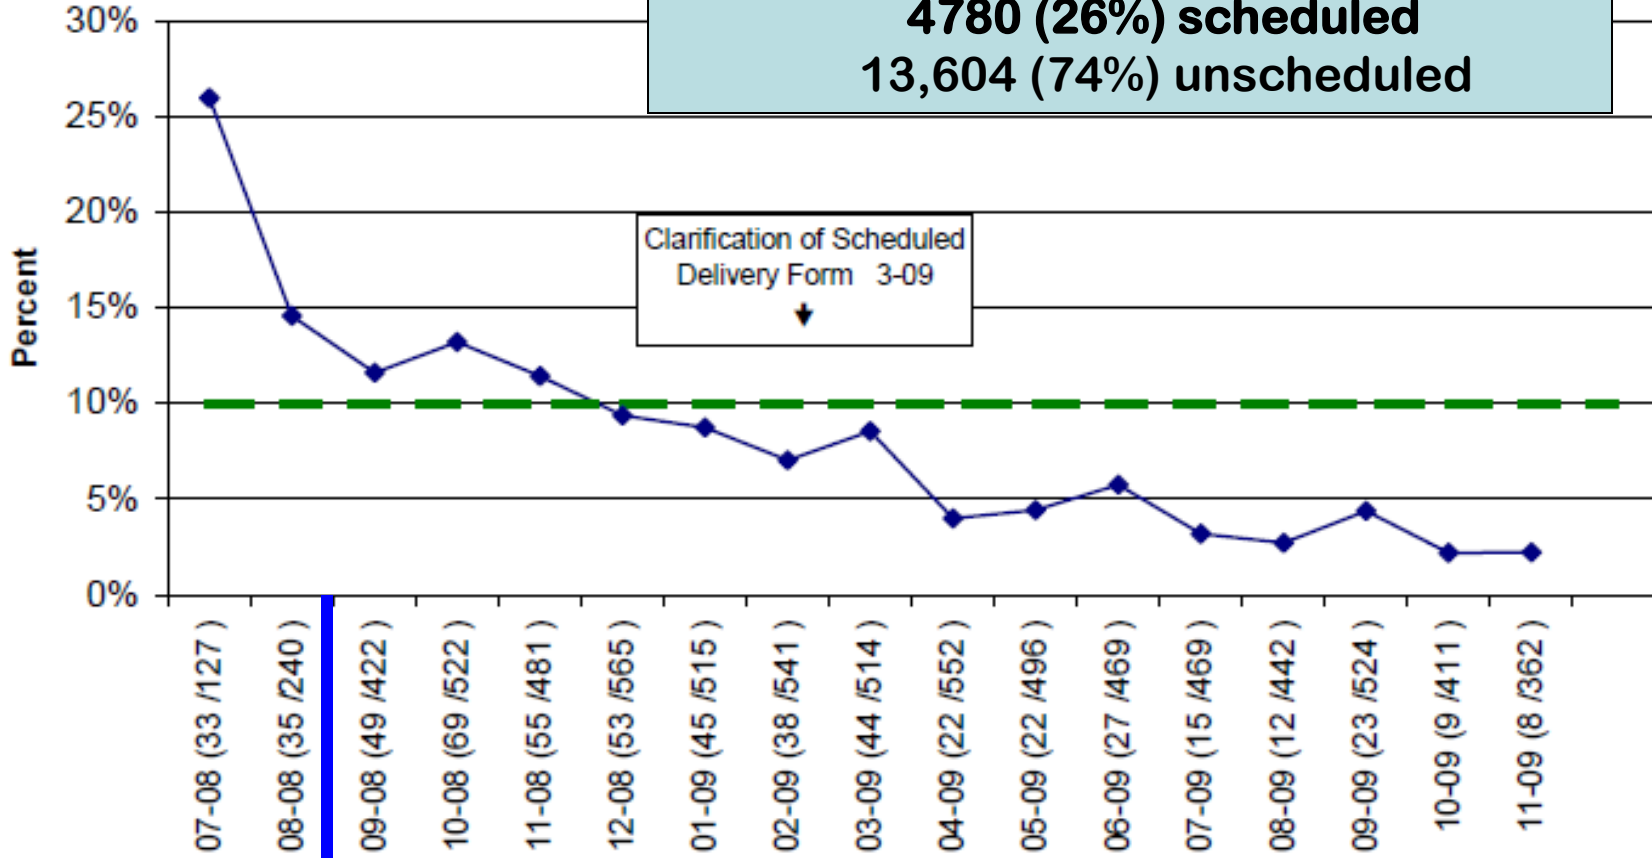 4780 (26%) scheduled
13,604 (74%) unscheduled
30%
25%
20%
15%
10%
5%
0%
Percent
Clarification of Scheduled
Delivery Form 3-09
07-08 (33 /127 )
08-08 (35 /240 )
09-08 (49 /422 )
10-08 (69 /522 )
11-08 (55 /481 )
12-08 (53 /565 )
01-09 (45 /515 )
02-09 (38 /541 )
03-09 (44 /514 )
04-09 (22 /552 )
05-09 (22 /496 )
06-09 (27 /469 )
07-09 (15 /469 )
08-09 (12 /442 )
09-09 (23 /524 )
10-09 (9 /411 )
11-09 (8 /362 )